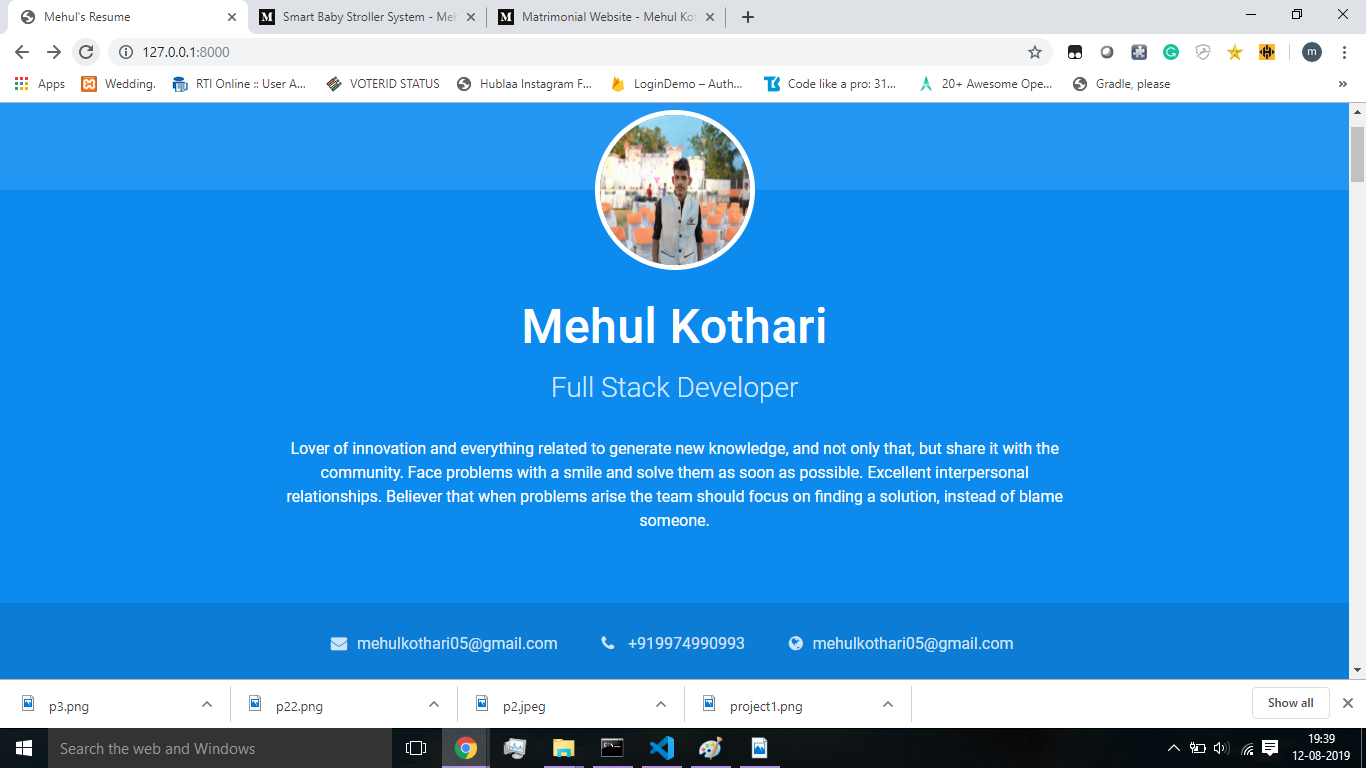 Mehul's Resume
Smart Baby Stroller System - Meh
Matrimonial Website - Mehul Kot
127.0.0.1:8000
m
Apps
Wedding.
RTI Online :: User A...
VOTERID STATUS
Hublaa Instagram F...
LoginDemo – Auth...
Code like a pro: 31...
20+ Awesome Ope...
Gradle, please
»
Mehul Kothari
Full Stack Developer
Lover of innovation and everything related to generate new knowledge, and not only that, but share it with the
community. Face problems with a smile and solve them as soon as possible. Excellent interpersonal
relationships. Believer that when problems arise the team should focus on finding a solution, instead of blame
someone.
mehulkothari05@gmail.com
+919974990993
mehulkothari05@gmail.com
p3.png
p22.png
p2.jpeg
project1.png
Show all
Search the web and Windows
19:39
12-08-2019